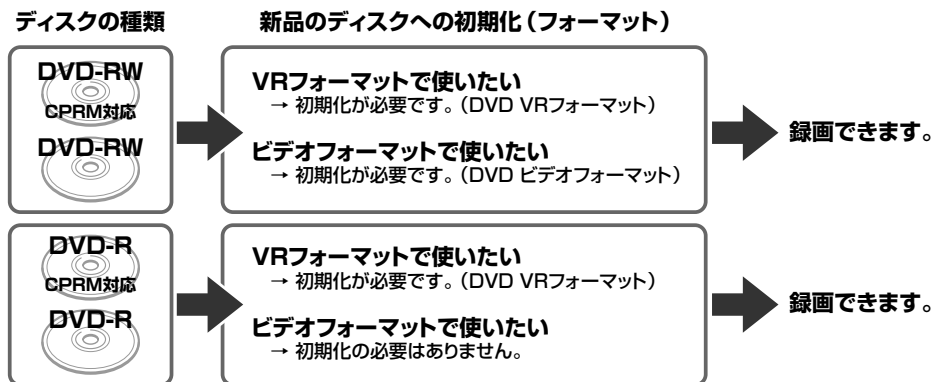 ディスクの種類
新品のディスクへの初期化(フォーマット)
DVD-RW
CPRM対応
DVD-RW
VRフォーマットで使いたい
→ 初期化が必要です。(DVD VRフォーマット)
ビデオフォーマットで使いたい
→ 初期化が必要です。(DVD ビデオフォーマット)
録画できます。
DVD-R
CPRM対応
DVD-R
VRフォーマットで使いたい
→ 初期化が必要です。(DVD VRフォーマット)
ビデオフォーマットで使いたい
→ 初期化の必要はありません。
録画できます。